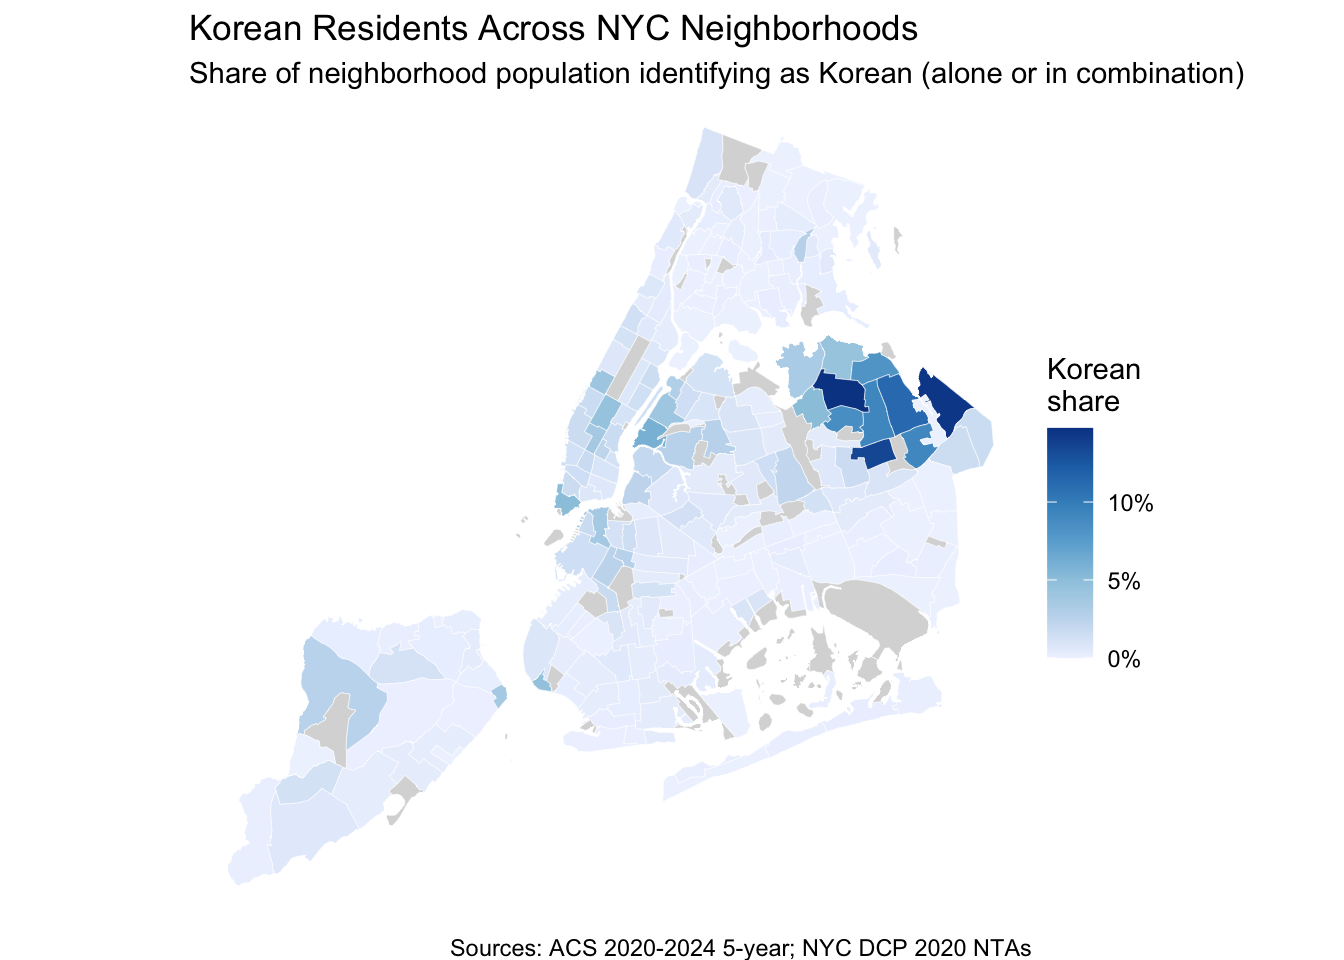 Korean Residents Across NYC Neighborhoods
Share of neighborhood population identifying as Korean (alone or in combination)
Korean
share
10%
5%
0%
Sources: ACS 2020-2024 5-year; NYC DCP 2020 NTAs